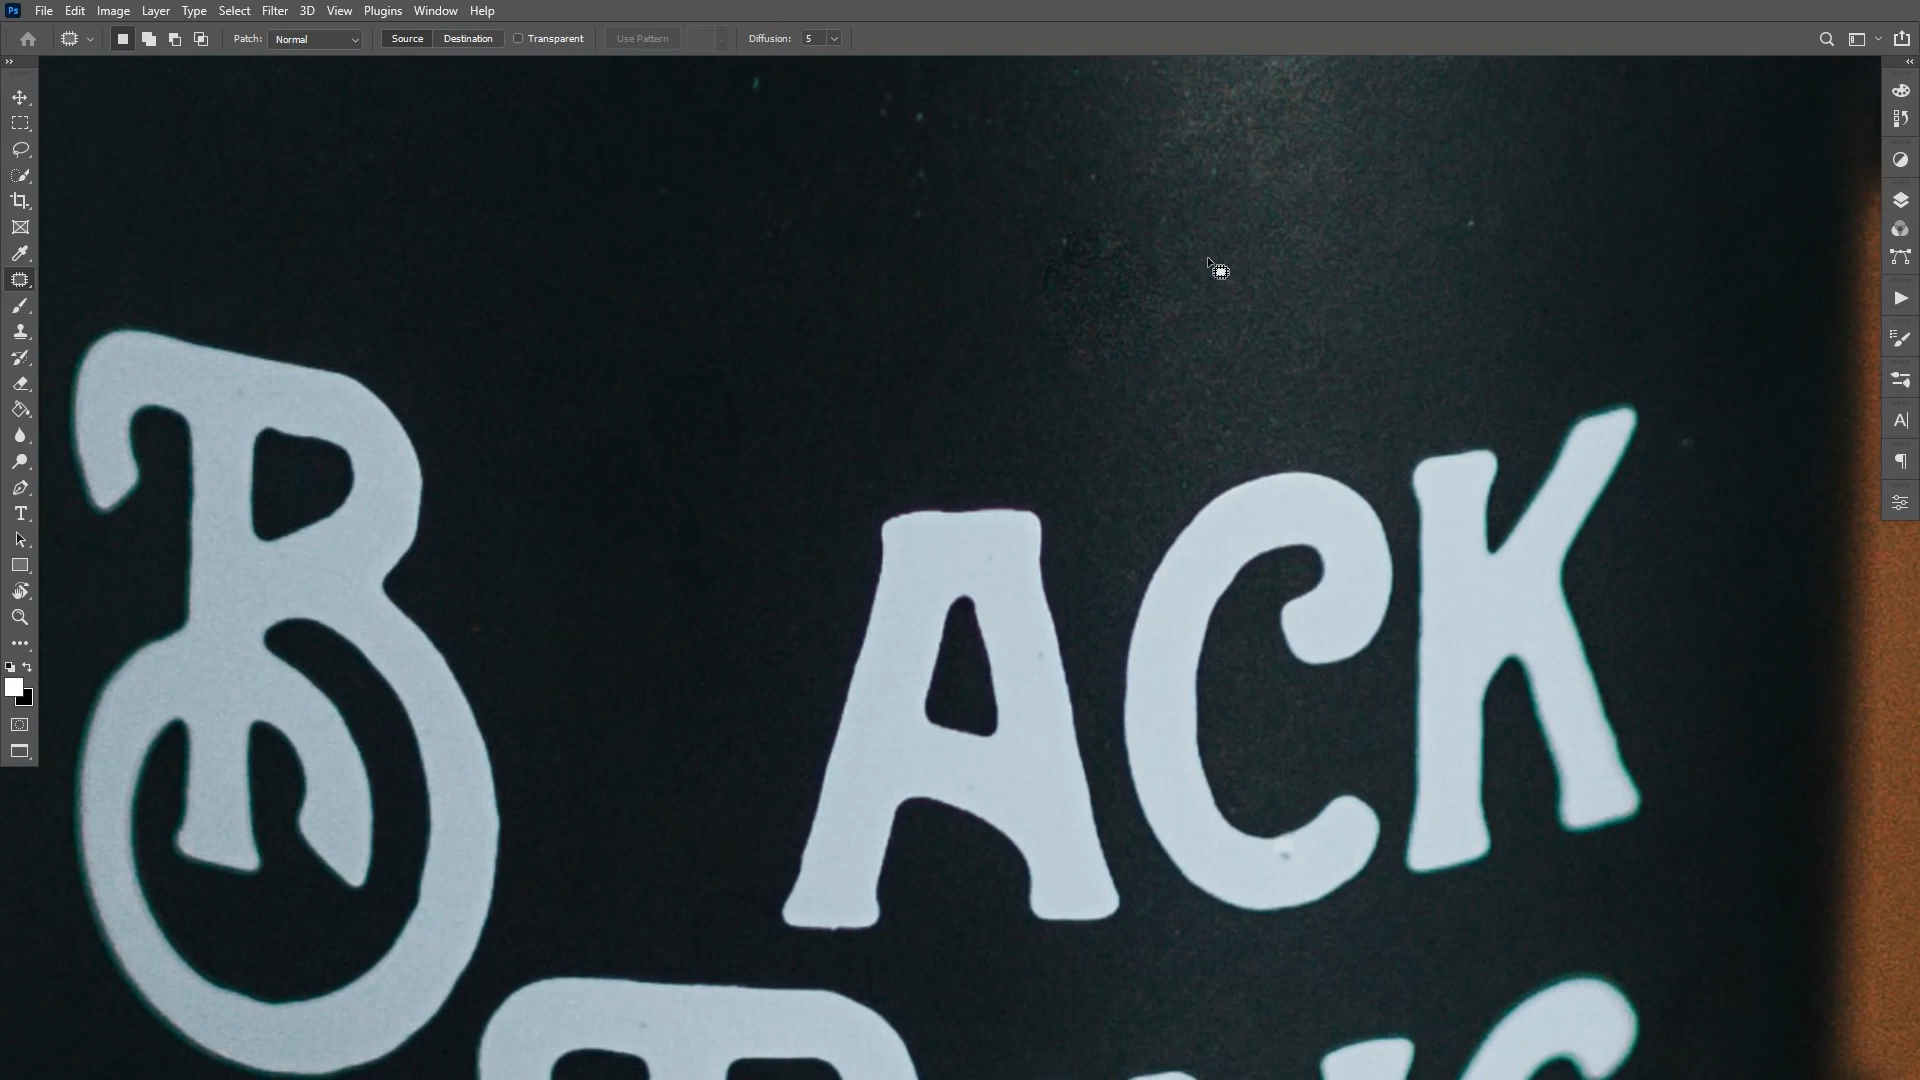 Ps File Edit Image Layer Type Select Filter 3D View Plugins Window Help
Patch: Normal Source Destination Transparent Use Pattern Diffusion: 5
B ACK